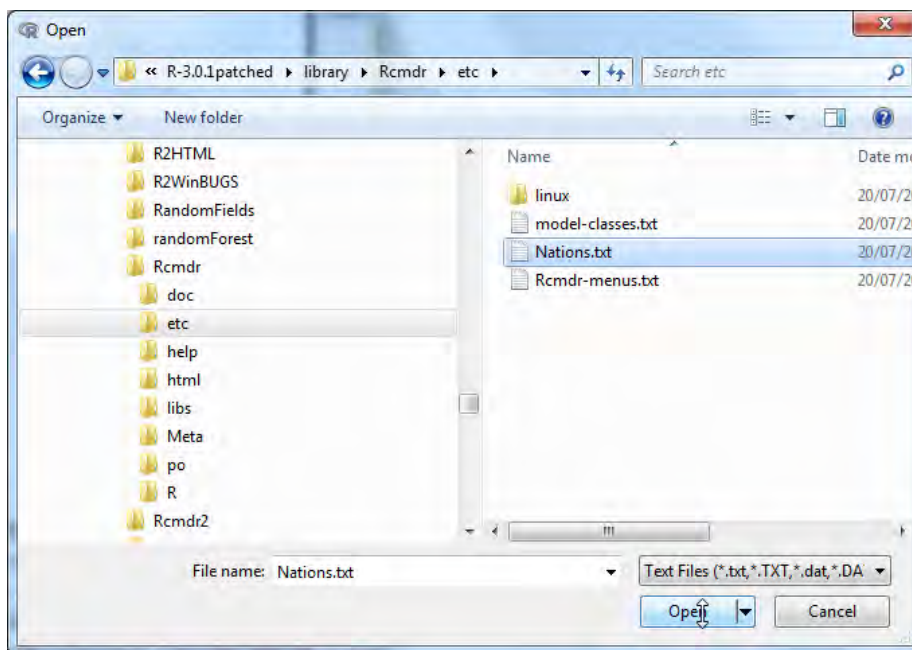 Open
« R-3.0.1patched ▸ library ▸ Rcmdr ▸ etc ▸
Search etc
Organize ▾ New folder
R2HTML
R2WinBUGS
RandomFields
randomForest
Rcmdr
doc
etc
help
html
libs
Meta
po
R
Rcmdr2
Name Date mo
linux 20/07/2
model-classes.txt 20/07/2
Nations.txt 20/07/2
Rcmdr-menus.txt 20/07/2
File name: Nations.txt
Text Files (*.txt,*.TXT,*.dat,*.DA
Open Cancel